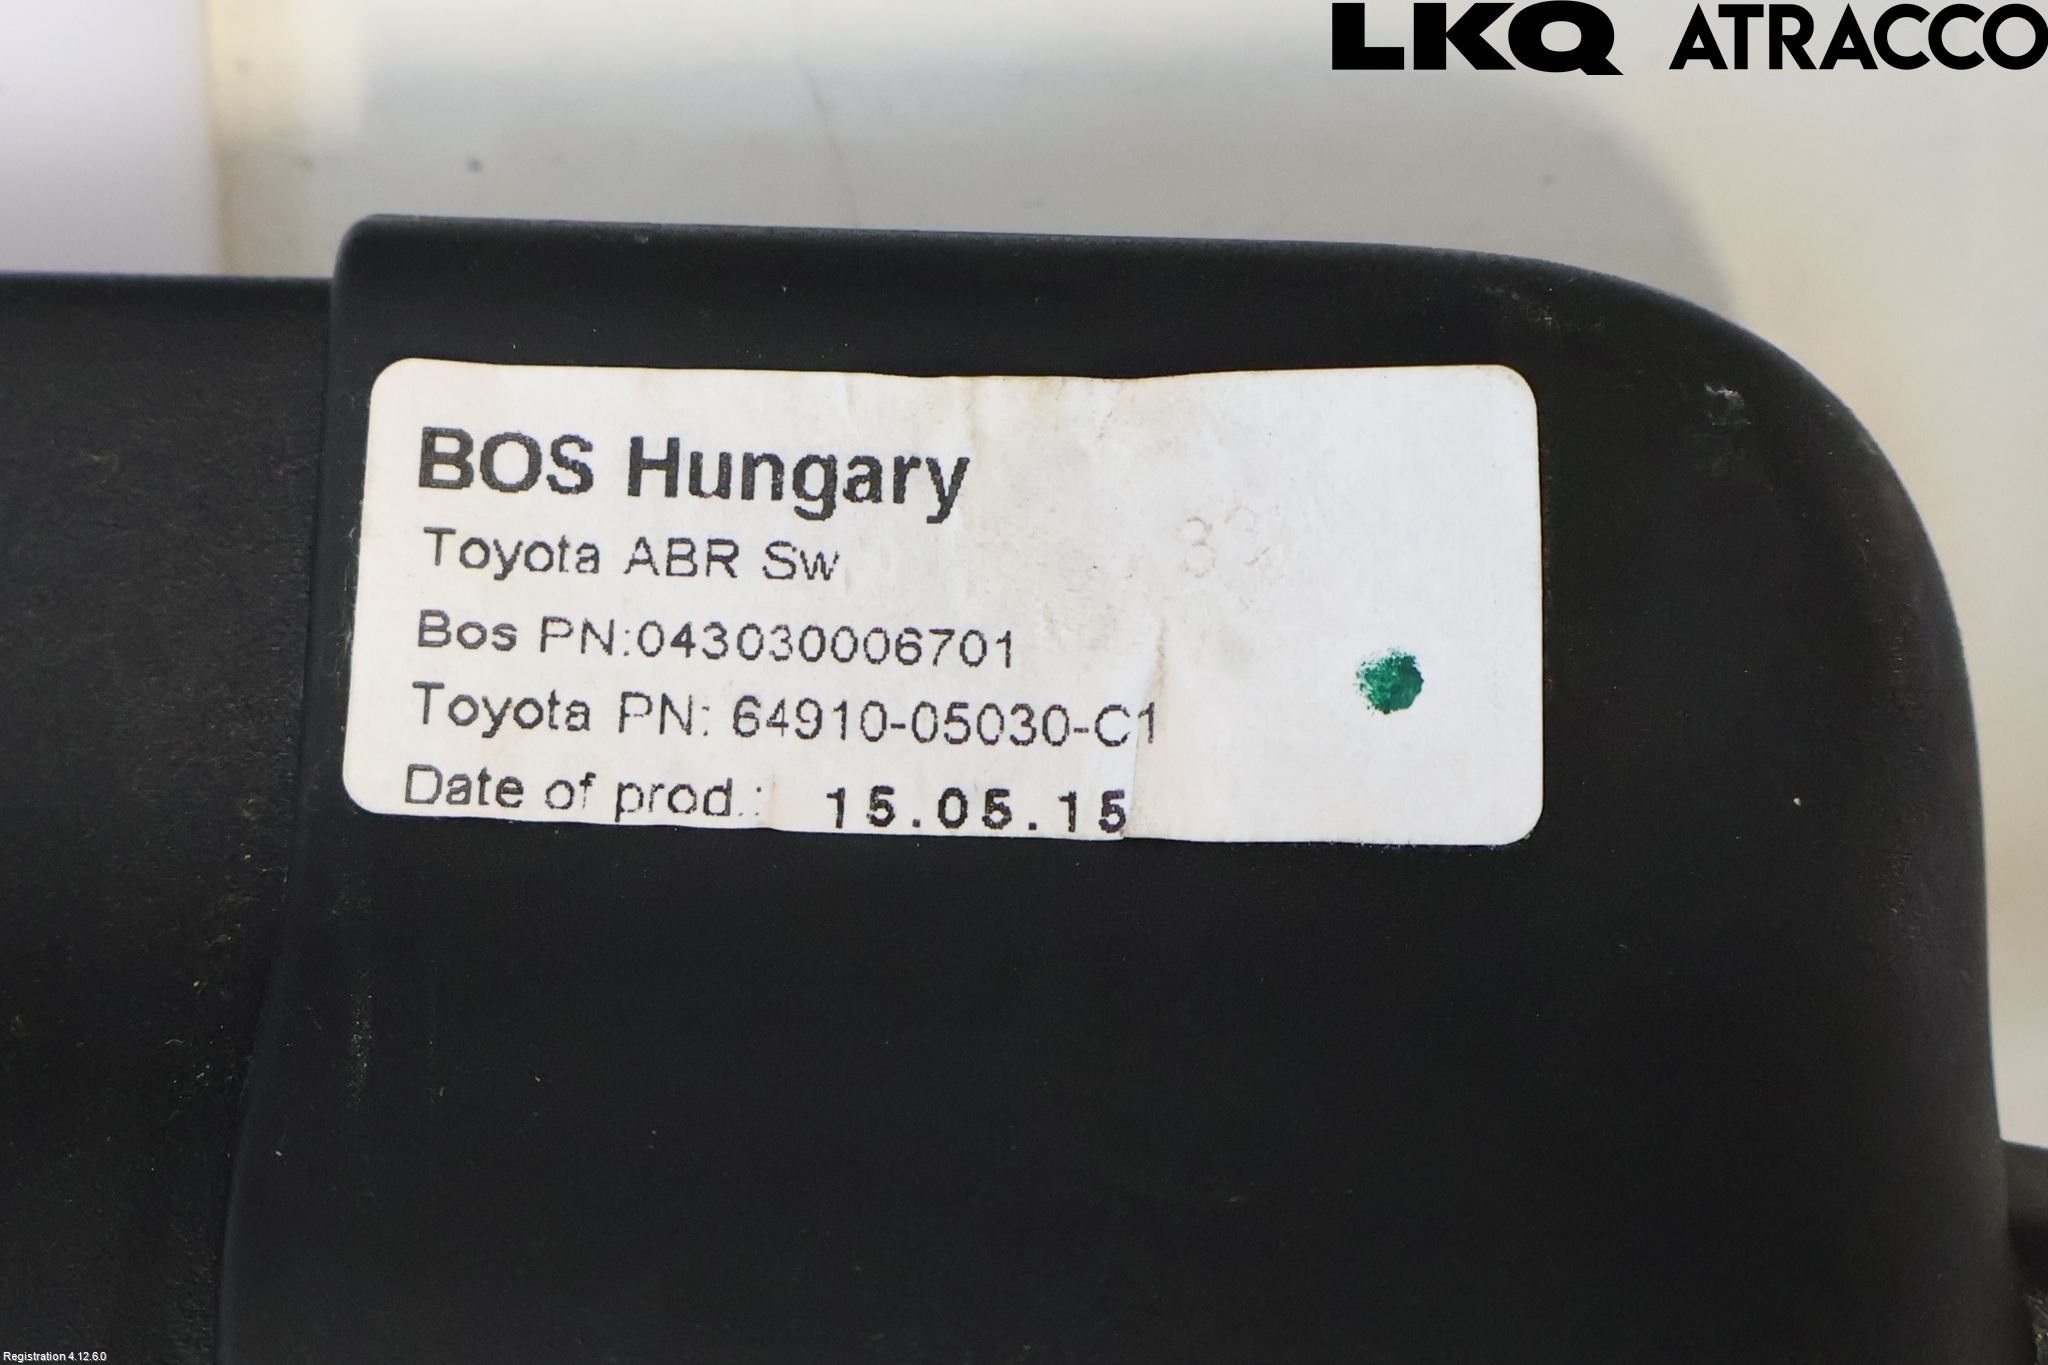 LKQ ATRACCO
BOS Hungary
Toyota ABR Sw
Bos PN:043030006701
Toyota PN: 64910-05030-C1
Date of prod.: 15.05.15
Registration 4.12.6.0